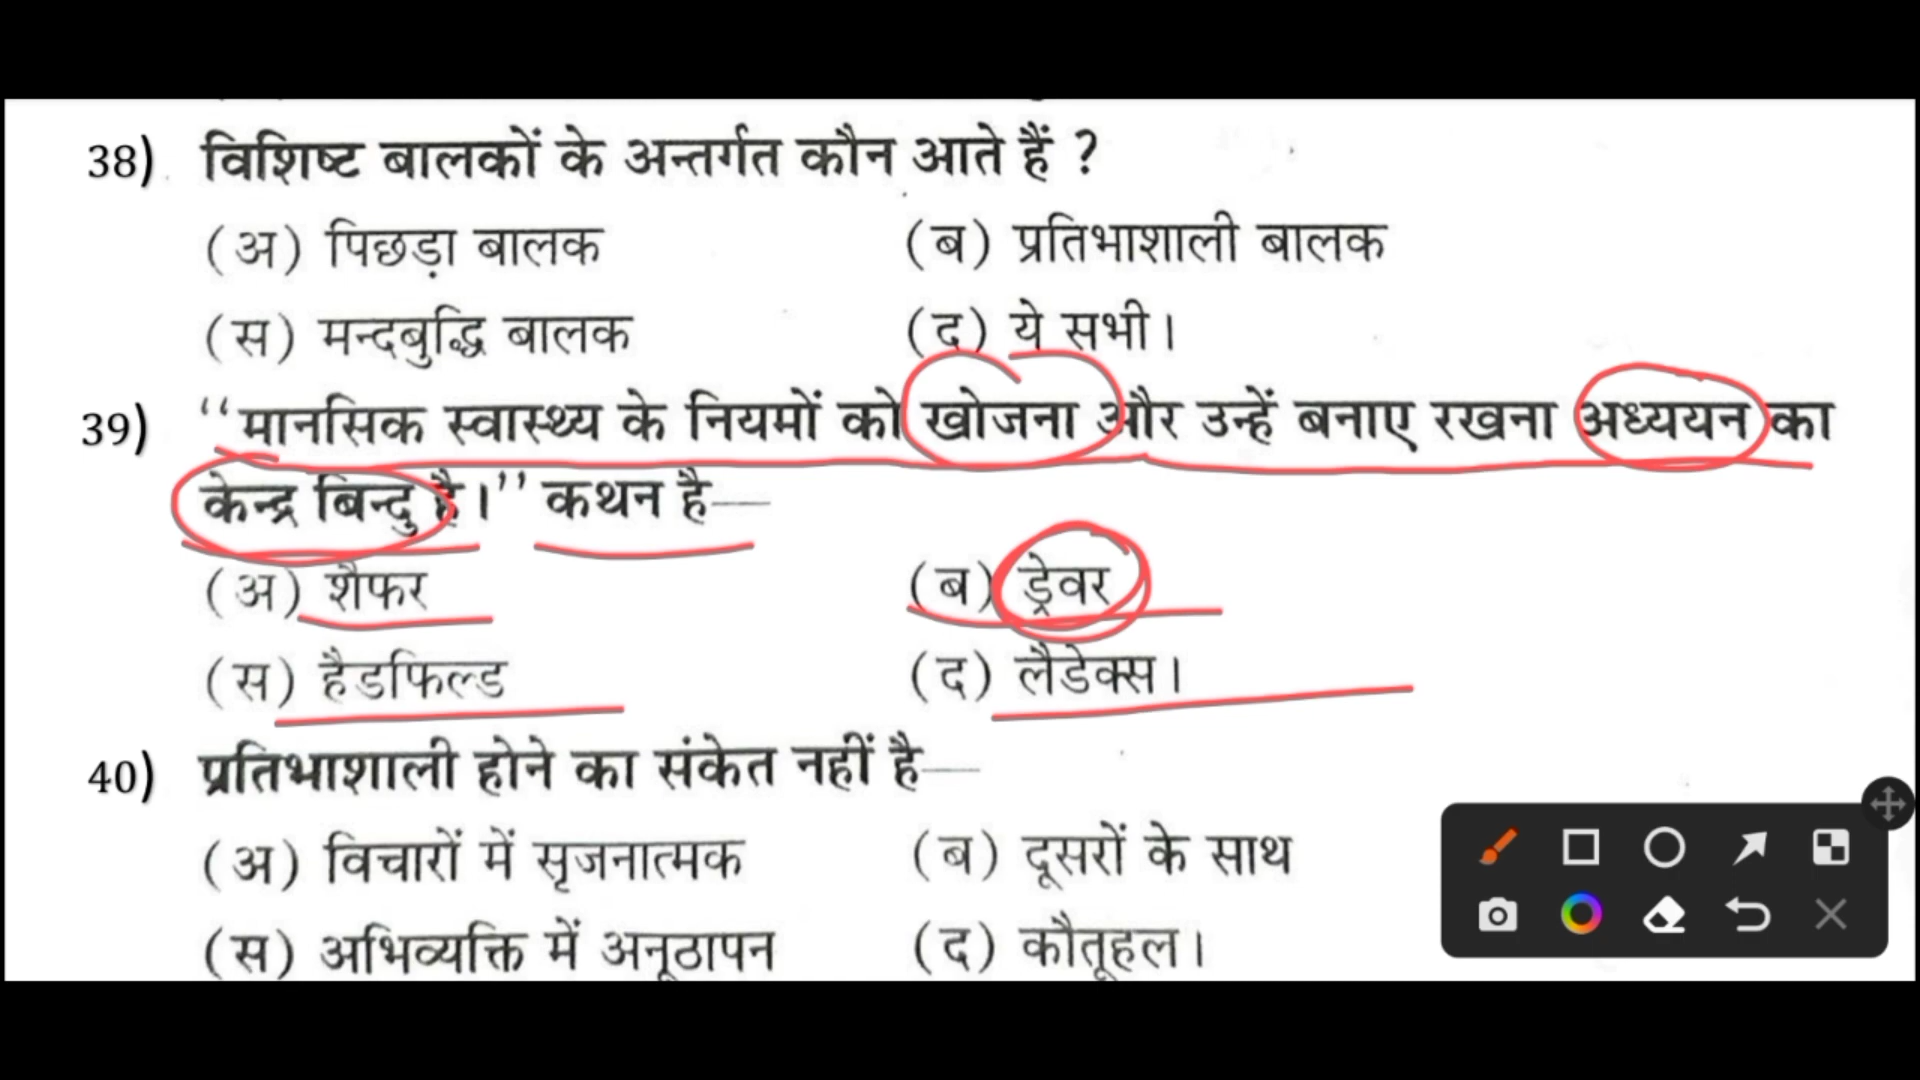 38) विशिष्ट बालकों के अन्तर्गत कौन आते हैं ?
(अ) पिछड़ा बालक (ब) प्रतिभाशाली बालक
(स) मन्दबुद्धि बालक (द) ये सभी।
39) ‘‘मानसिक स्वास्थ्य के नियमों को खोजना और उन्हें बनाए रखना अध्ययन का
केन्द्र बिन्दु है।’’ कथन है—
(अ) शैफर (ब) ड्रेवर
(स) हैडफिल्ड (द) लैडेक्स।
40) प्रतिभाशाली होने का संकेत नहीं है—
(अ) विचारों में सृजनात्मक (ब) दूसरों के साथ
(स) अभिव्यक्ति में अनूठापन (द) कौतूहल।